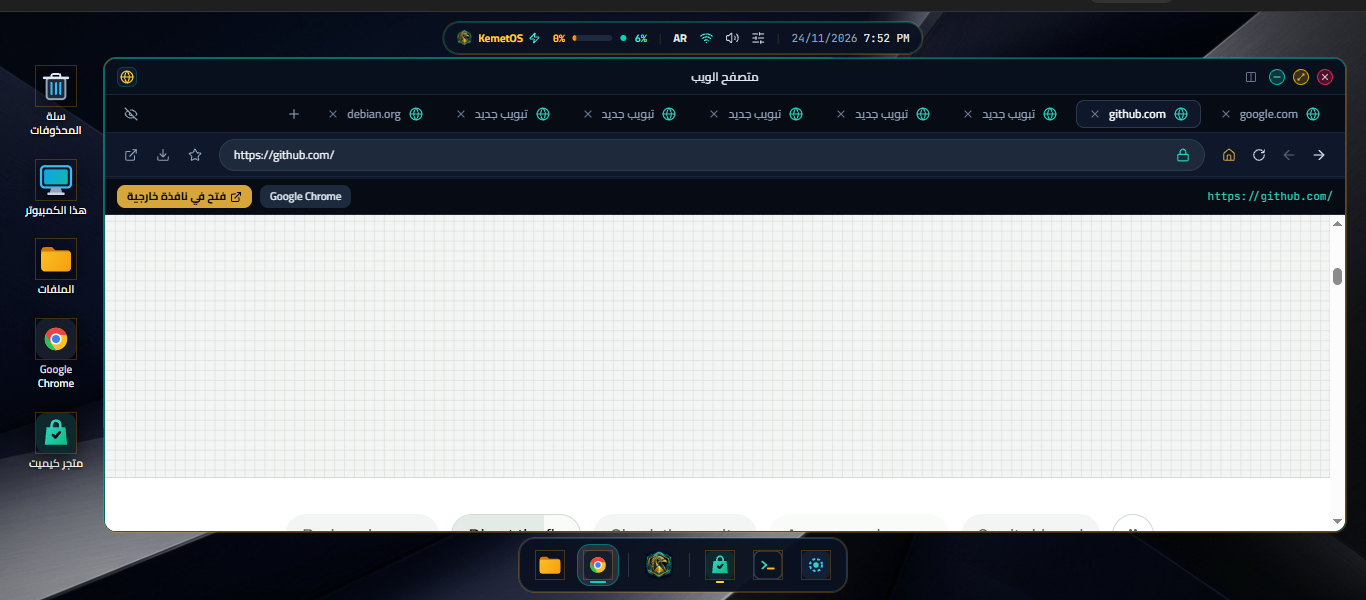 KemetOS 0% 6% AR 24/11/2026 7:52 PM
متصفح الويب
google.com
github.com
تبويب جديد
تبويب جديد
تبويب جديد
تبويب جديد
تبويب جديد
debian.org
https://github.com/
https://github.com/
Google Chrome
فتح في نافذة خارجية
سلة
المحذوفات
هذا الكمبيوتر
الملفات
Google
Chrome
متجر كيميت